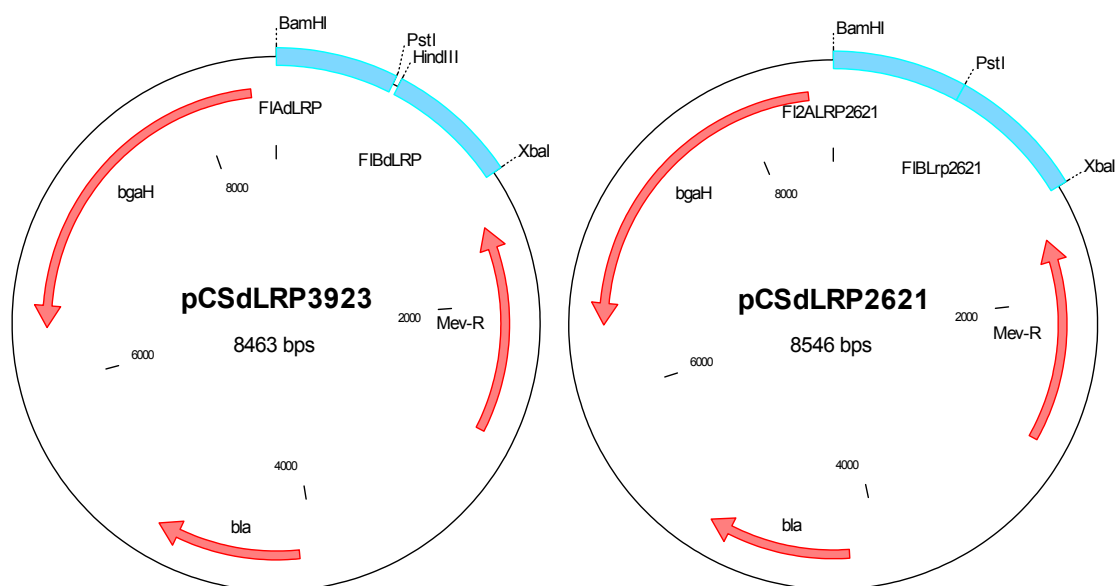 BamHI
PstI
HindIII
FIAdLRP
FIBdLRP
XbaI
8000
bgaH
pCSdLRP3923
8463 bps
2000
Mev-R
6000
4000
bla
BamHI
PstI
FI2ALRP2621
FIBLrp2621
XbaI
8000
bgaH
pCSdLRP2621
8546 bps
2000
Mev-R
6000
4000
bla